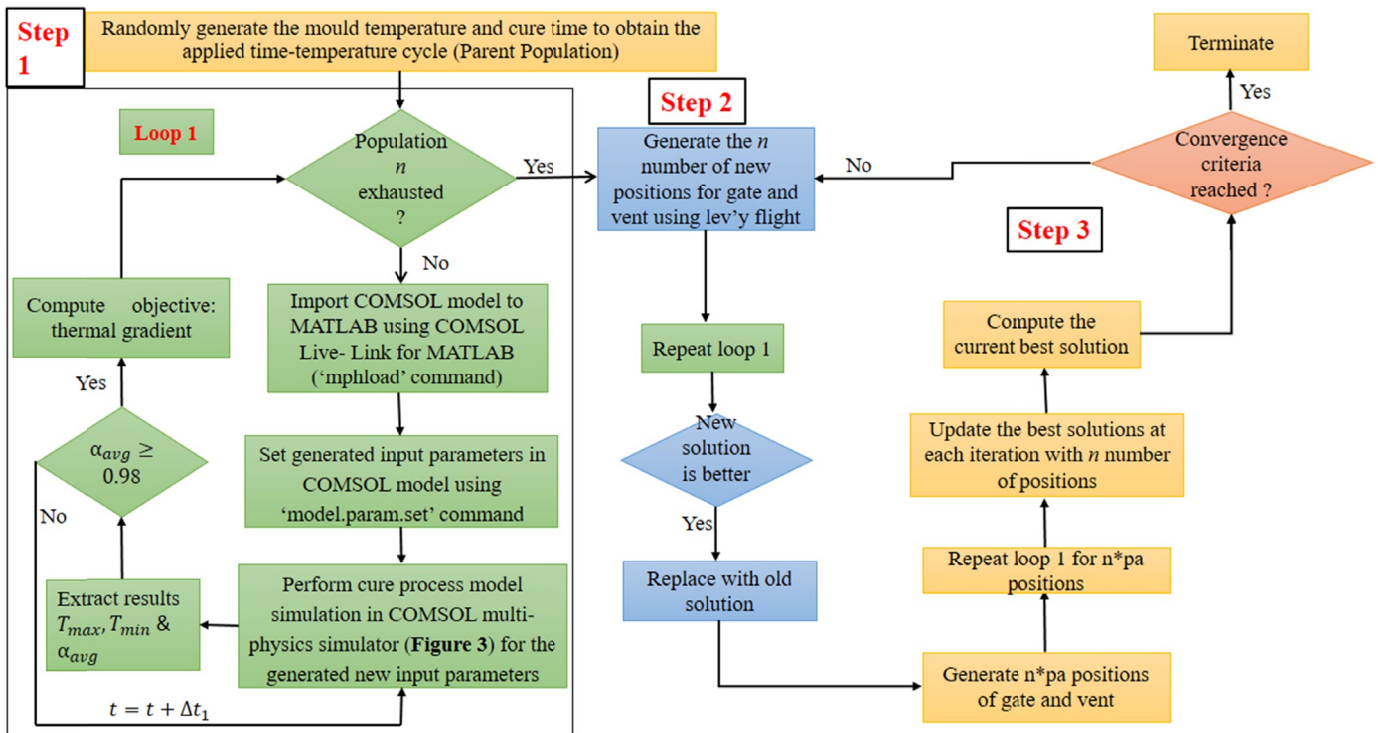 Step
1
Randomly generate the mould temperature and cure time to obtain the
applied time-temperature cycle (Parent Population)
Loop 1
Population
n
exhausted
?
Yes
No
Import COMSOL model to
MATLAB using COMSOL
Live- Link for MATLAB
(‘mphload’ command)
Set generated input parameters in
COMSOL model using
‘model.param.set’ command
Perform cure process model
simulation in COMSOL multi-
physics simulator (Figure 3) for the
generated new input parameters
Extract results
T_max, T_min &
α_avg
α_avg ≥
0.98
No
t = t + Δt₁
Yes
Compute objective:
thermal gradient
Step 2
Generate the n
number of new
positions for gate and
vent using lev’y flight
Repeat loop 1
New
solution
is better
Yes
Replace with old
solution
Step 3
Generate n*pa positions
of gate and vent
Repeat loop 1 for n*pa
positions
Update the best solutions at
each iteration with n number
of positions
Compute the
current best solution
Convergence
criteria
reached ?
No
Yes
Terminate